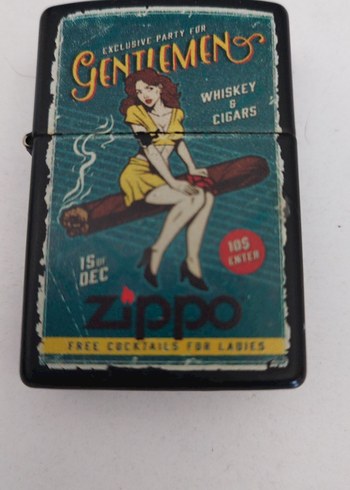 EXCLUSIVE PARTY FOR
GENTLEMEN
WHISKEY
&
CIGARS
15TH
DEC
10$
ENTER
zippo
FREE COCKTAILS FOR LADIES